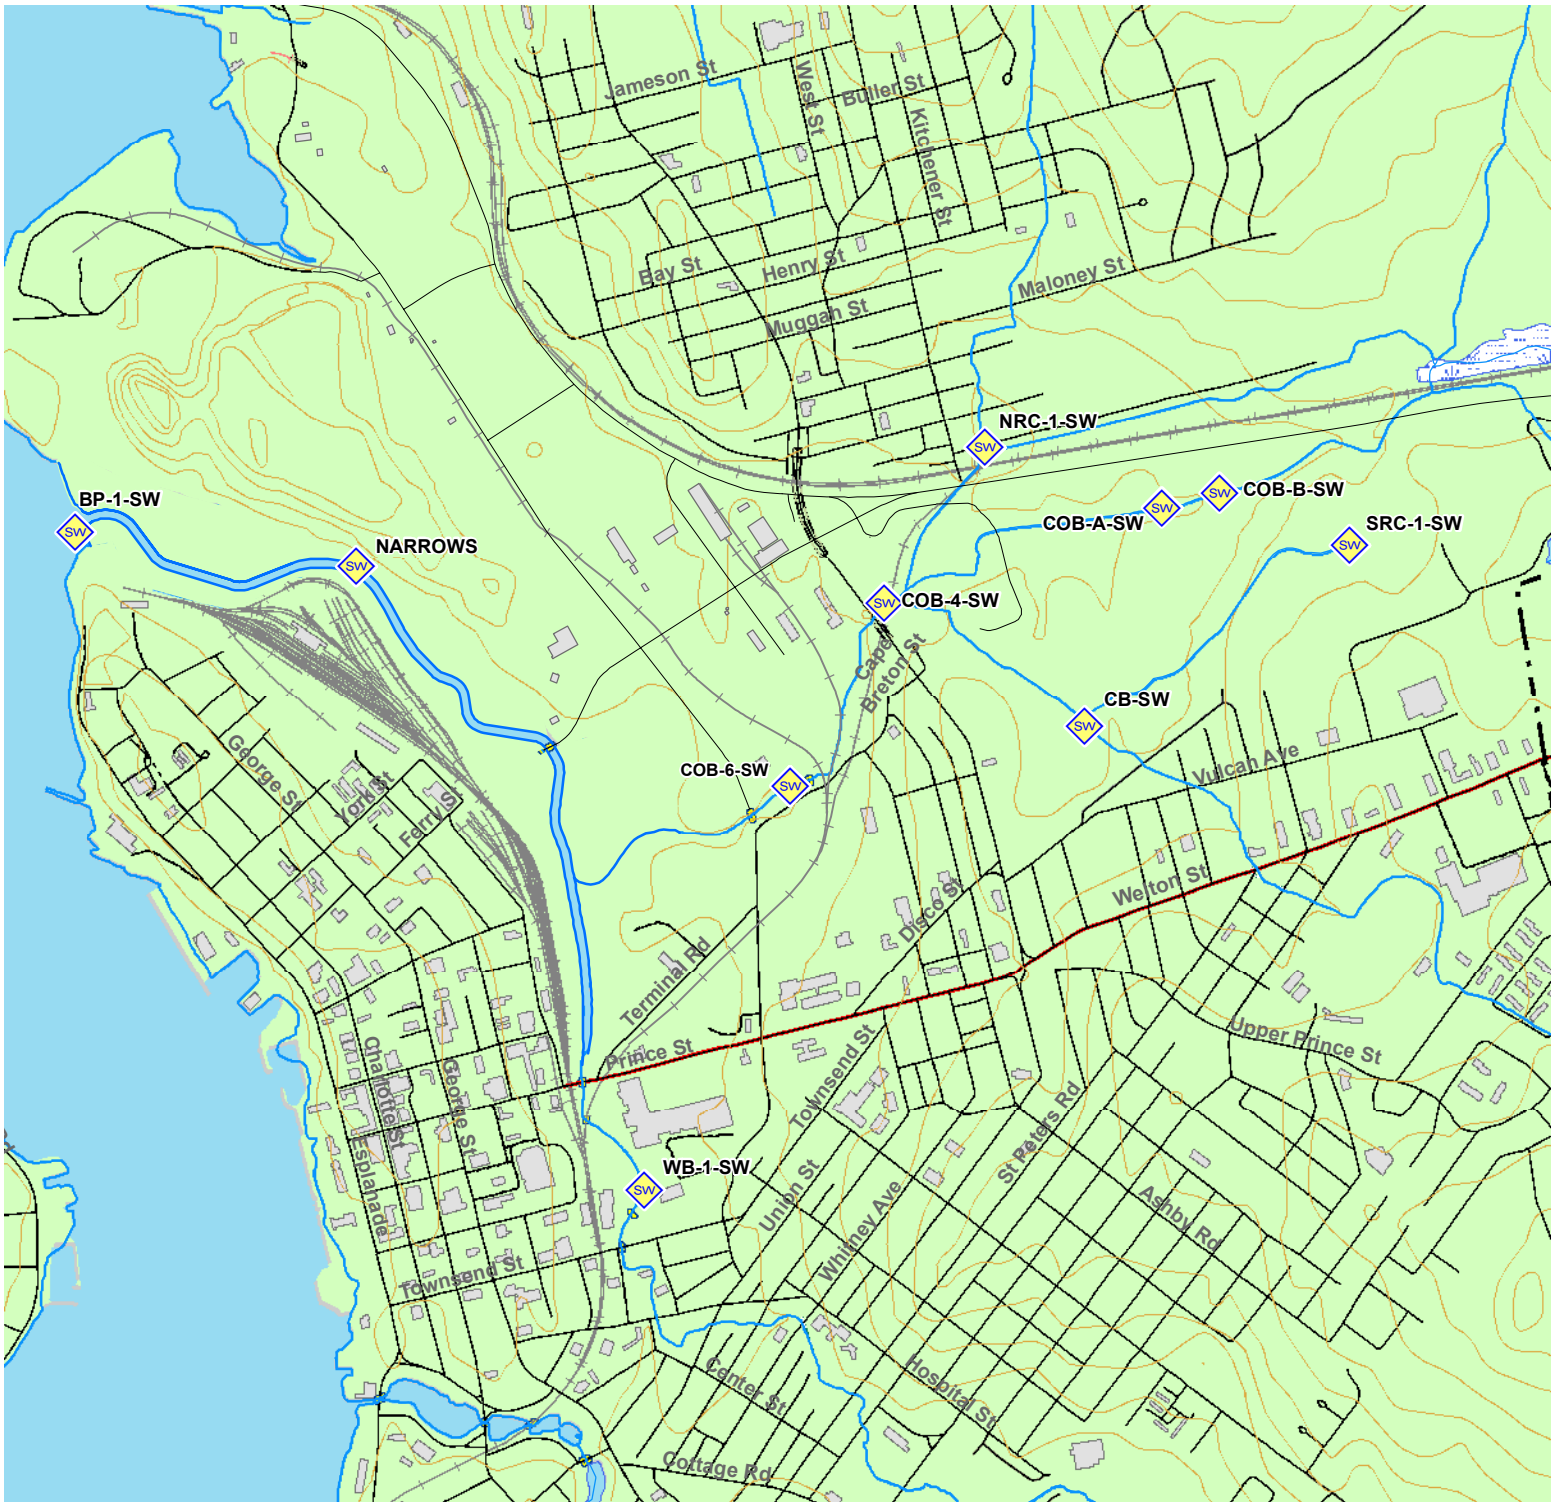 Jameson St
West St
Buller St
Kitchener St
Bay St
Henry St
Maloney St
Muggah St
NRC-1-SW
SW
BP-1-SW
SW
NARROWS
SW
COB-A-SW
SW
COB-B-SW
SW
SRC-1-SW
SW
COB-4-SW
SW
Cape
Breton St
CB-SW
SW
COB-6-SW
SW
George St
York St
Ferry St
Vulcan Ave
Welton St
Disco St
Terminal Rd
Prince St
Upper Prince St
Charlotte St
George St
Esplanade
Townsend St
St Peters Rd
Union St
Whitney Ave
Ashby Rd
WB-1-SW
SW
Townsend St
Center St
Hospital St
Cottage Rd